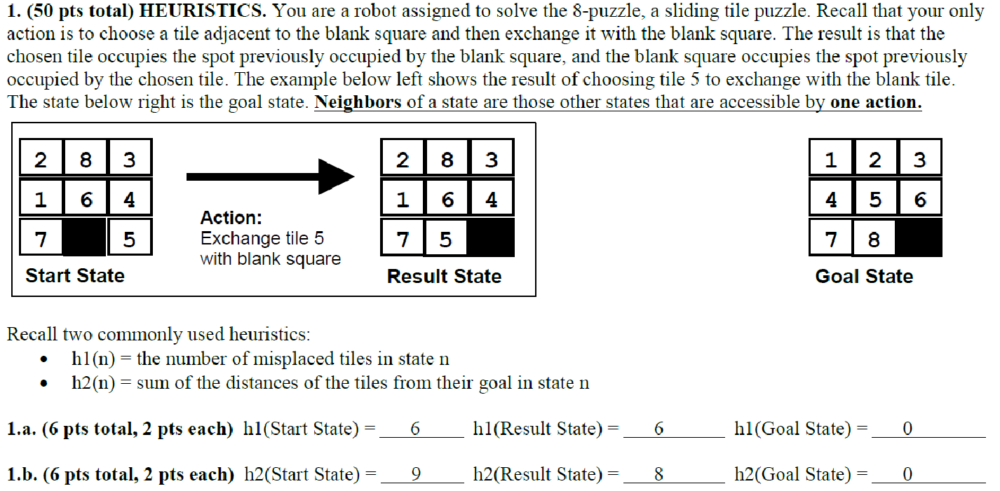 1. (50 pts total) HEURISTICS. You are a robot assigned to solve the 8-puzzle, a sliding tile puzzle. Recall that your only
action is to choose a tile adjacent to the blank square and then exchange it with the blank square. The result is that the
chosen tile occupies the spot previously occupied by the blank square, and the blank square occupies the spot previously
occupied by the chosen tile. The example below left shows the result of choosing tile 5 to exchange with the blank tile.
The state below right is the goal state. Neighbors of a state are those other states that are accessible by one action.
2 8 3
1 6 4
7 5
Start State
Action:
Exchange tile 5
with blank square
2 8 3
1 6 4
7 5
Result State
1 2 3
4 5 6
7 8
Goal State
Recall two commonly used heuristics:
• h1(n) = the number of misplaced tiles in state n
• h2(n) = sum of the distances of the tiles from their goal in state n
1.a. (6 pts total, 2 pts each) h1(Start State) = 6 h1(Result State) = 6 h1(Goal State) = 0
1.b. (6 pts total, 2 pts each) h2(Start State) = 9 h2(Result State) = 8 h2(Goal State) = 0